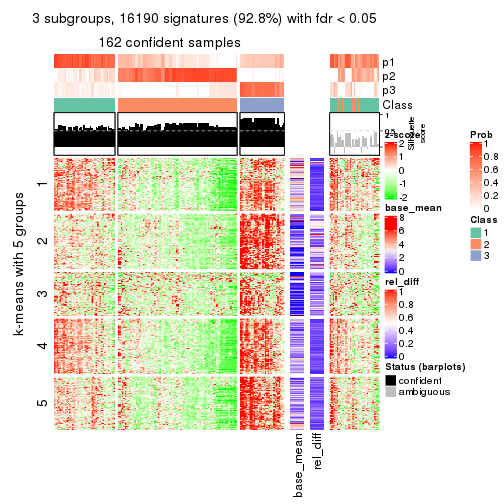 3 subgroups, 16190 signatures (92.8%) with fdr < 0.05
162 confident samples
p1
p2
p3
Class
1
0.5
Silhouette
score
k-means with 5 groups
1
2
3
4
5
base_mean
rel_diff
z-score
2
1
0
-1
-2
base_mean
8
6
4
2
0
rel_diff
1
0.8
0.6
0.4
0.2
0
Status (barplots)
confident
ambiguous
Prob
1
0.8
0.6
0.4
0.2
0
Class
1
2
3